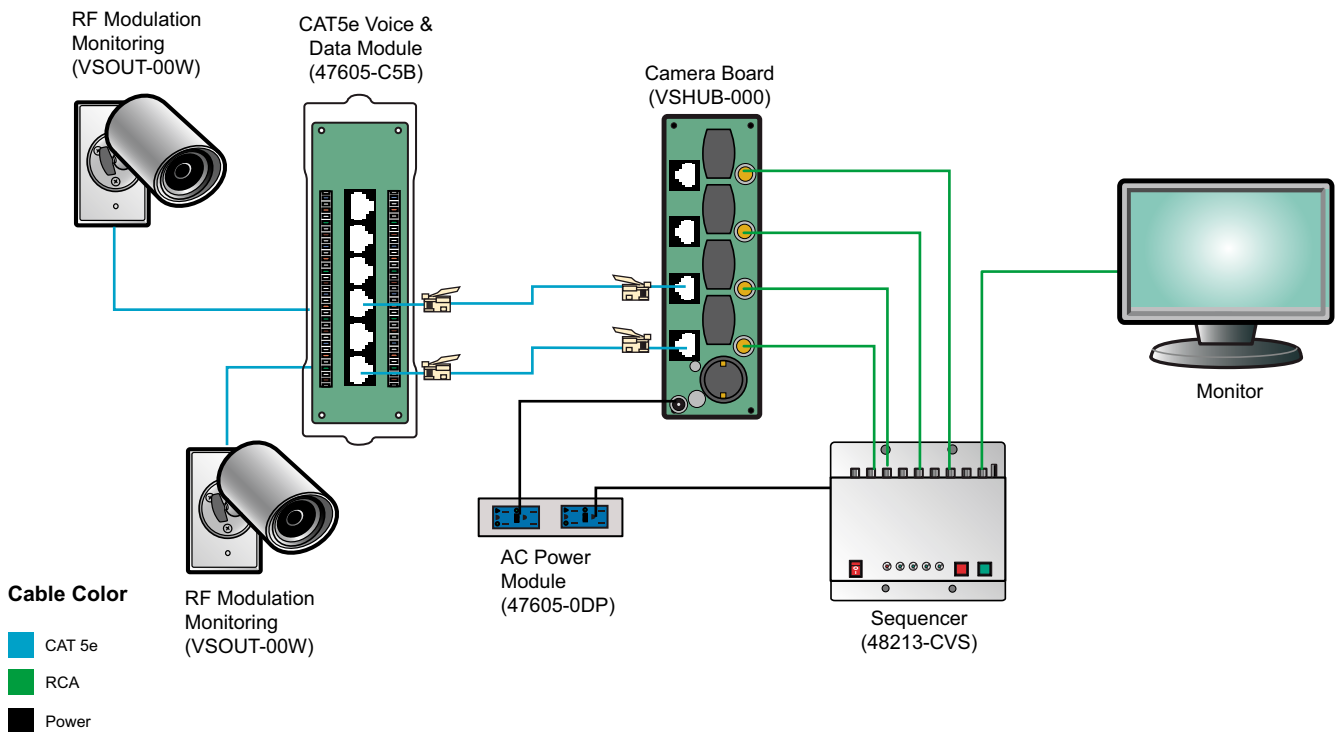 RF Modulation
Monitoring
(VSOUT-00W)
CAT5e Voice &
Data Module
(47605-C5B)
Camera Board
(VSHUB-000)
Monitor
AC Power
Module
(47605-0DP)
Sequencer
(48213-CVS)
RF Modulation
Monitoring
(VSOUT-00W)
Cable Color
CAT 5e
RCA
Power